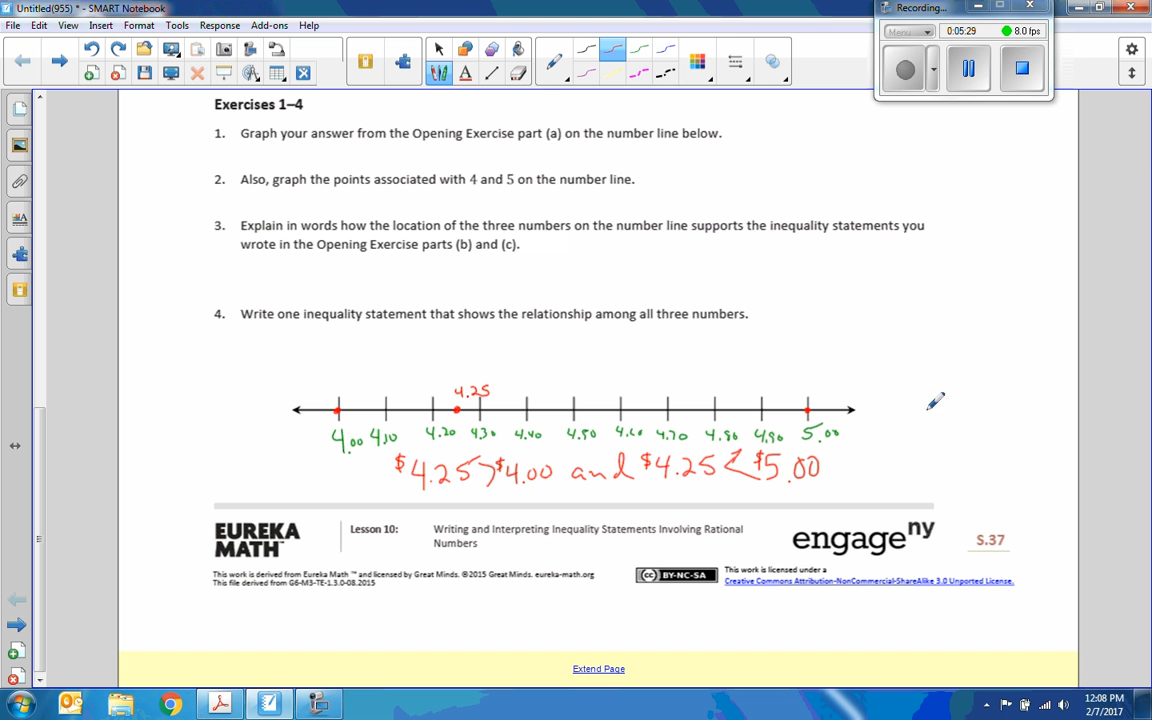 Untitled(955) * - SMART Notebook
Recording...
File Edit View Insert Format Tools Response Add-ons Help
Menu 0:05:29 8.0 fps
Exercises 1–4
1. Graph your answer from the Opening Exercise part (a) on the number line below.
2. Also, graph the points associated with 4 and 5 on the number line.
3. Explain in words how the location of the three numbers on the number line supports the inequality statements you
wrote in the Opening Exercise parts (b) and (c).
4. Write one inequality statement that shows the relationship among all three numbers.
4.25
4.00 4.10 4.20 4.30 4.40 4.50 4.60 4.70 4.80 4.90 5.00
$4.25>$4.00 and $4.25<$5.00
EUREKA
MATH™
Lesson 10:
Writing and Interpreting Inequality Statements Involving Rational
Numbers
engageny
S.37
This work is derived from Eureka Math ™ and licensed by Great Minds. ©2015 Great Minds. eureka-math.org
This file derived from G6-M3-TE-1.3.0-08.2015
CC BY-NC-SA
This work is licensed under a
Creative Commons Attribution-NonCommercial-ShareAlike 3.0 Unported License.
Extend Page
12:08 PM
2/7/2017